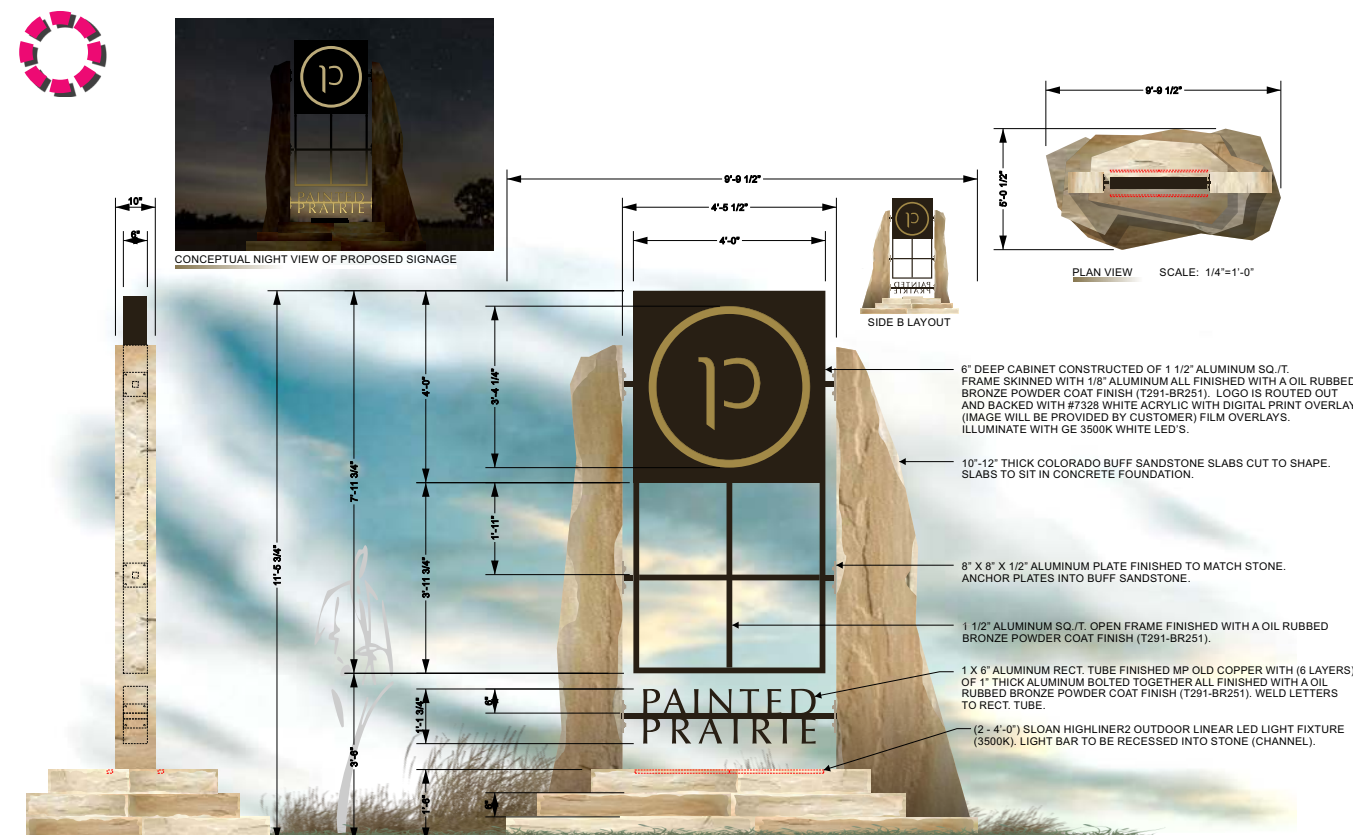 p
PAINTED
PRAIRIE
CONCEPTUAL NIGHT VIEW OF PROPOSED SIGNAGE
9'-9 1/2"
5'-0 1/2"
PLAN VIEW SCALE: 1/4"=1'-0"
10"
6"
9'-9 1/2"
4'-5 1/2"
4'-0"
p
PAINTED
PRAIRIE
SIDE B LAYOUT
11'-5 3/4"
7'-11 3/4"
4'-0"
3'-4 1/4"
1'-11"
3'-11 3/4"
3'-6"
1'-1 3/4"
6"
1'-6"
6"
p
PAINTED
PRAIRIE
6" DEEP CABINET CONSTRUCTED OF 1 1/2" ALUMINUM SQ./T.
FRAME SKINNED WITH 1/8" ALUMINUM ALL FINISHED WITH A OIL RUBBED
BRONZE POWDER COAT FINISH (T291-BR251). LOGO IS ROUTED OUT
AND BACKED WITH #7328 WHITE ACRYLIC WITH DIGITAL PRINT OVERLAY
(IMAGE WILL BE PROVIDED BY CUSTOMER) FILM OVERLAYS.
ILLUMINATE WITH GE 3500K WHITE LED'S.
10"-12" THICK COLORADO BUFF SANDSTONE SLABS CUT TO SHAPE.
SLABS TO SIT IN CONCRETE FOUNDATION.
8" X 8" X 1/2" ALUMINUM PLATE FINISHED TO MATCH STONE.
ANCHOR PLATES INTO BUFF SANDSTONE.
1 1/2" ALUMINUM SQ./T. OPEN FRAME FINISHED WITH A OIL RUBBED
BRONZE POWDER COAT FINISH (T291-BR251).
1 X 6" ALUMINUM RECT. TUBE FINISHED MP OLD COPPER WITH (6 LAYERS)
OF 1" THICK ALUMINUM BOLTED TOGETHER ALL FINISHED WITH A OIL
RUBBED BRONZE POWDER COAT FINISH (T291-BR251). WELD LETTERS
TO RECT. TUBE.
(2 - 4'-0") SLOAN HIGHLINER2 OUTDOOR LINEAR LED LIGHT FIXTURE
(3500K). LIGHT BAR TO BE RECESSED INTO STONE (CHANNEL).